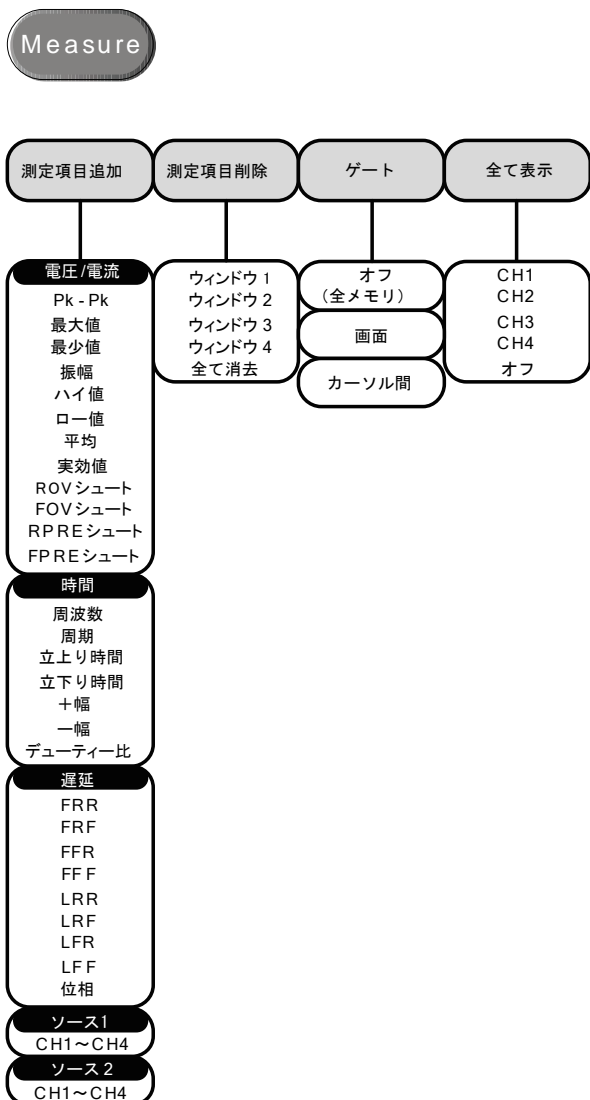 Measure
測定項目追加
測定項目削除
ゲート
全て表示
電圧/電流
Pk - Pk
最大値
最少値
振幅
ハイ値
ロー値
平均
実効値
ROVシュート
FOVシュート
RPREシュート
FPREシュート
時間
周波数
周期
立上り時間
立下り時間
＋幅
ー幅
デューティー比
遅延
FRR
FRF
FFR
FFF
LRR
LRF
LFR
LFF
位相
ソース1
CH1～CH4
ソース2
CH1～CH4
ウィンドウ1
ウィンドウ2
ウィンドウ3
ウィンドウ4
全て消去
オフ
（全メモリ）
画面
カーソル間
CH1
CH2
CH3
CH4
オフ